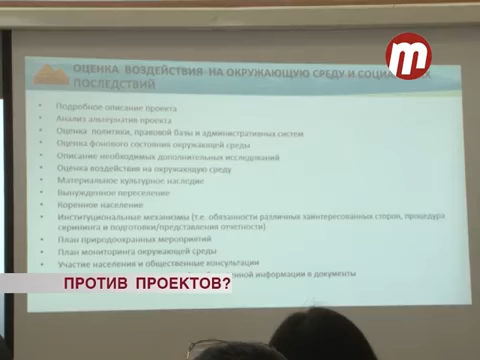 ОЦЕНКА ВОЗДЕЙСТВИЯ НА ОКРУЖАЮЩУЮ СРЕДУ И
ПОСЛЕДСТВИЙ
• Подробное описание проекта
• Анализ альтернатив проекта
• Оценка политики, правовой базы и административных систем
• Оценка фонового состояния окружающей среды
• Описание необходимых дополнительных исследований
• Оценка воздействия на окружающую среду
• Материальное культурное наследие
• Вынужденное переселение
• Коренное население
• Институциональные механизмы (т.е. обязанности различных заинтересованных сторон, процедура
скрининга и подготовки/представления отчетности)
• План природоохранных мероприятий
• План мониторинга окружающей среды
• Участие населения и общественные консультации
информации в документы
ПРОТИВ ПРОЕКТОВ?
m